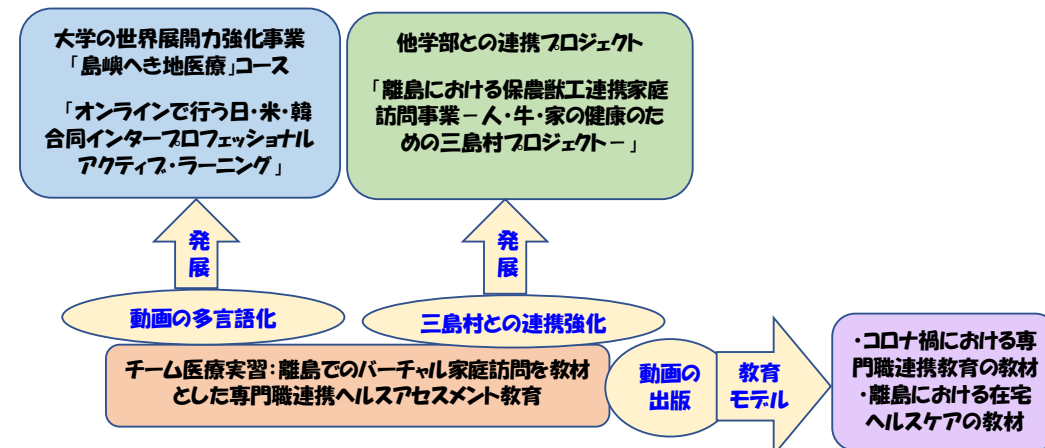 大学の世界展開力強化事業
「島嶼へき地医療」コース
「オンラインで行う日・米・韓
合同インタープロフェッショナル
アクティブ・ラーニング」
他学部との連携プロジェクト
「離島における保農獣工連携家庭
訪問事業－人・牛・家の健康のた
めの三島村プロジェクト－」
発
展
発
展
動画の多言語化
三島村との連携強化
チーム医療実習：離島でのバーチャル家庭訪問を教材
とした専門職連携ヘルスアセスメント教育
動画の
出版
教育
モデル
・コロナ禍における専
門職連携教育の教材
・離島における在宅
ヘルスケアの教材